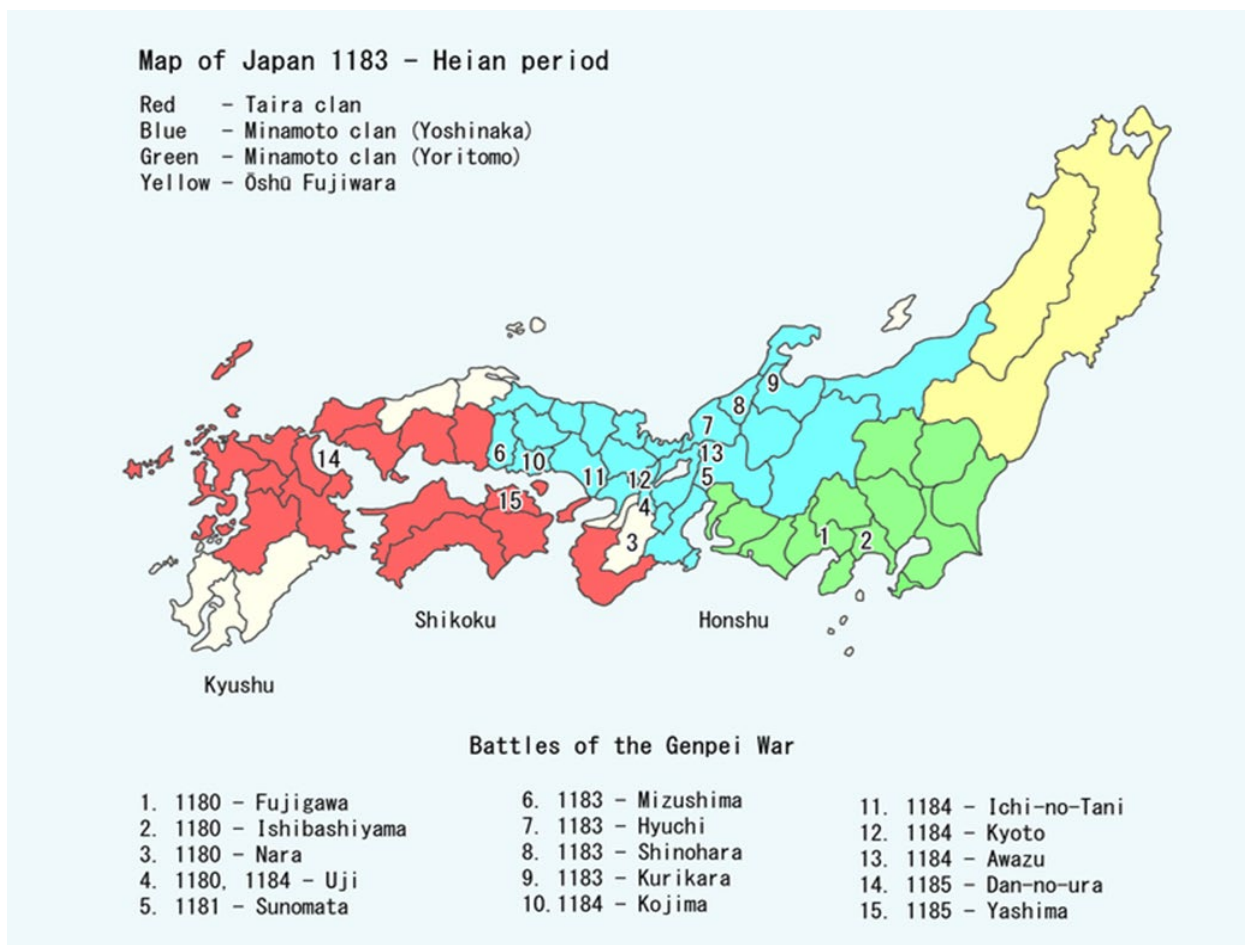 Map of Japan 1183 - Heian period
Red - Taira clan
Blue - Minamoto clan (Yoshinaka)
Green - Minamoto clan (Yoritomo)
Yellow - Ōshū Fujiwara
9
8
7
14
6
10
13
11
12
5
15
4
3
1
2
Shikoku
Honshu
Kyushu
Battles of the Genpei War
1. 1180 - Fujigawa
2. 1180 - Ishibashiyama
3. 1180 - Nara
4. 1180, 1184 - Uji
5. 1181 - Sunomata
6. 1183 - Mizushima
7. 1183 - Hyuchi
8. 1183 - Shinohara
9. 1183 - Kurikara
10. 1184 - Kojima
11. 1184 - Ichi-no-Tani
12. 1184 - Kyoto
13. 1184 - Awazu
14. 1185 - Dan-no-ura
15. 1185 - Yashima